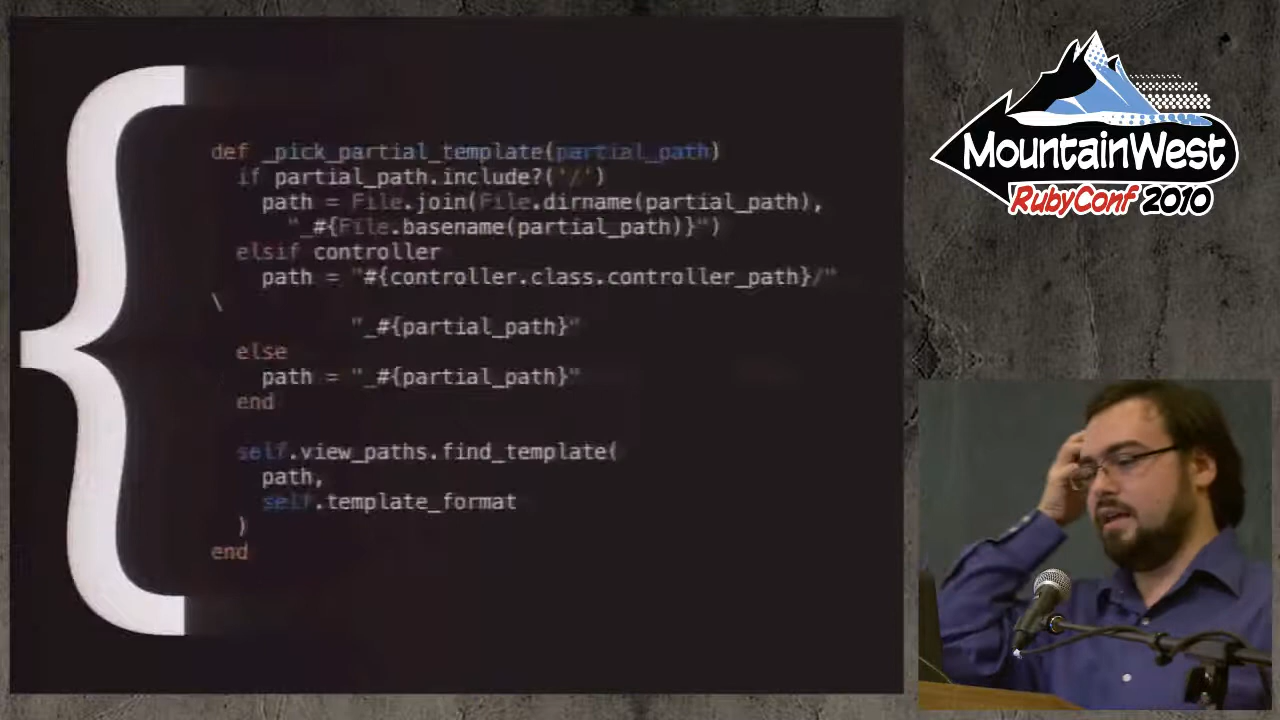 def _pick_partial_template(partial_path)
if partial_path.include?('/')
path = File.join(File.dirname(partial_path),
"_#{File.basename(partial_path)}")
elsif controller
path = "#{controller.class.controller_path}/"
\
"_#{partial_path}"
else
path = "_#{partial_path}"
end
self.view_paths.find_template(
path,
self.template_format
)
end
MountainWest
RubyConf 2010